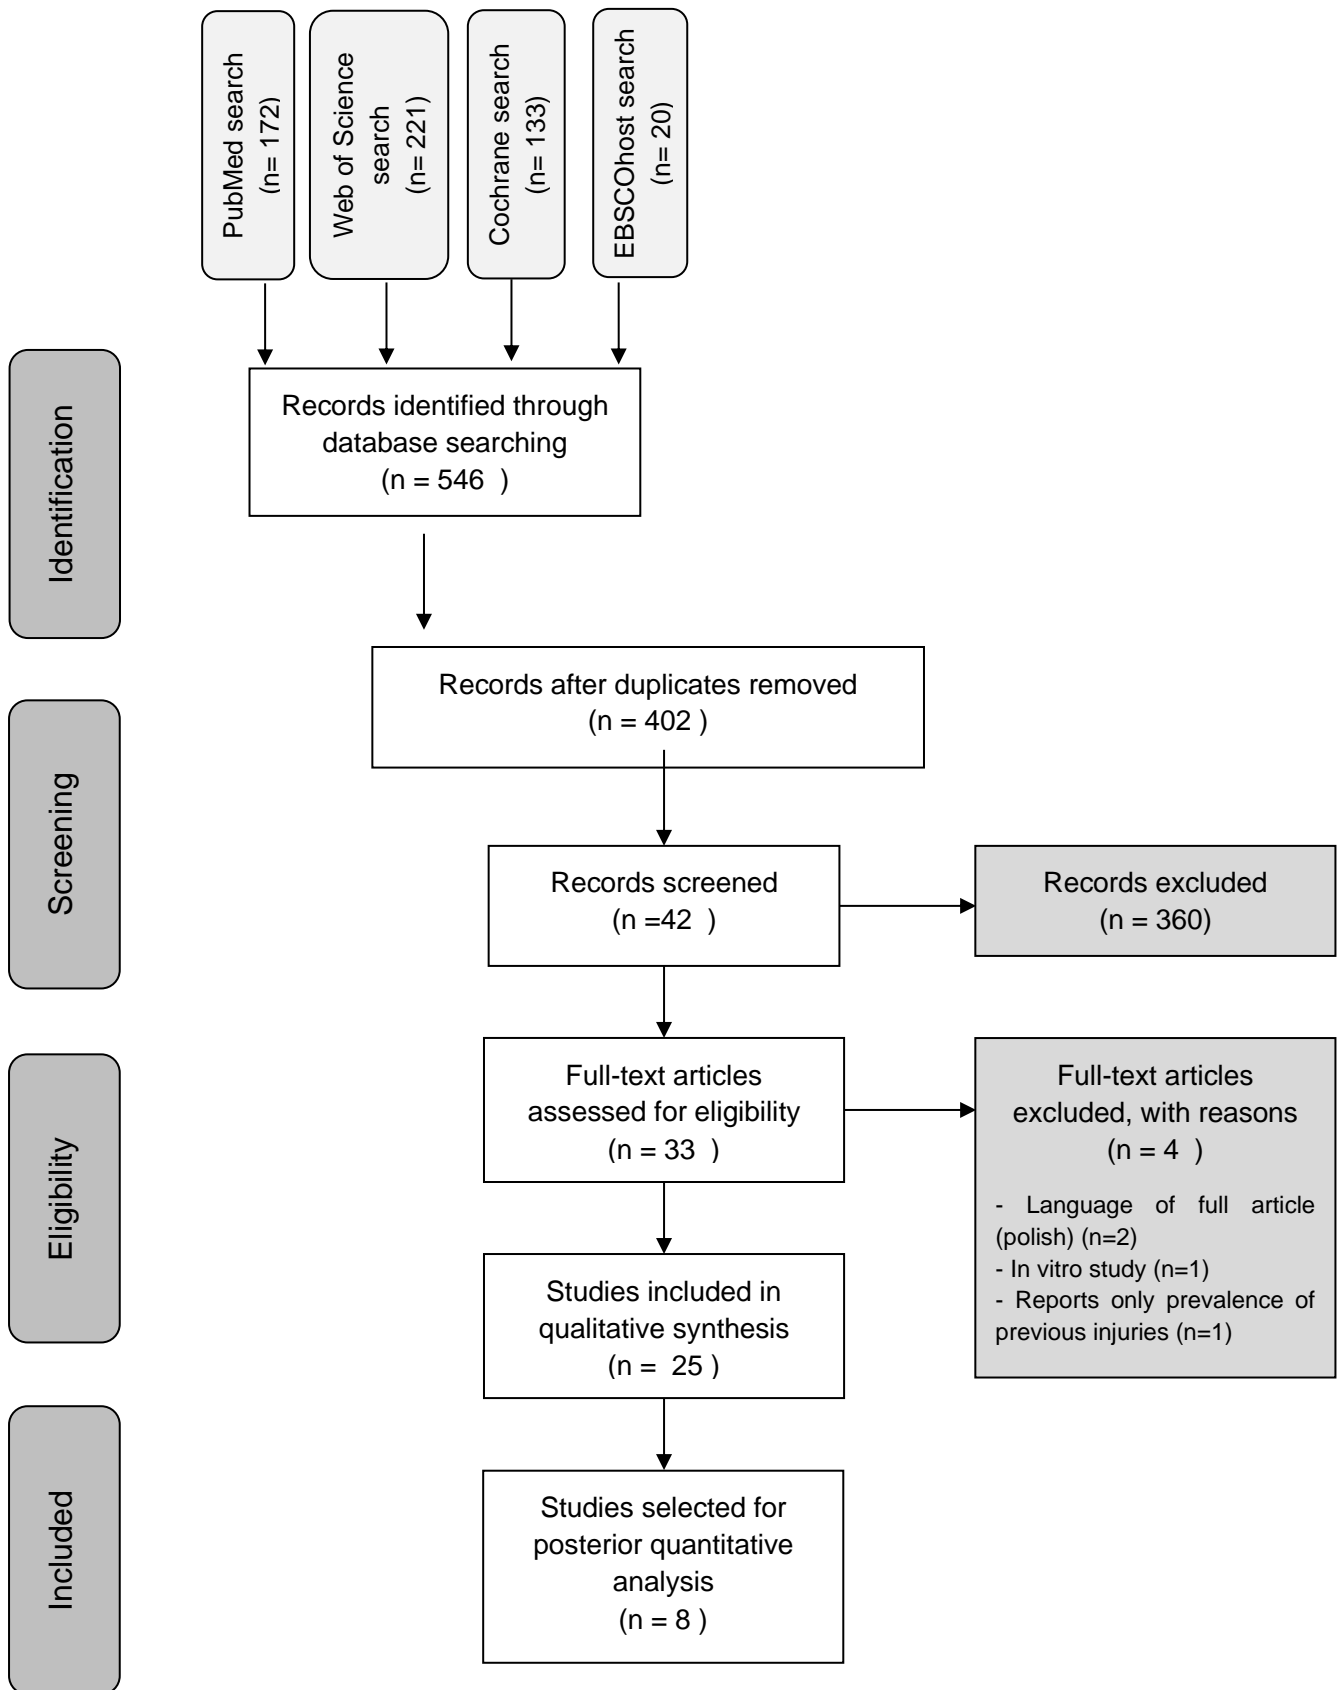 PubMed search
(n= 172)
Web of Science
search
(n= 221)
Cochrane search
(n= 133)
EBSCOhost search
(n= 20)
Identification
Records identified through
database searching
(n = 546 )
Records after duplicates removed
(n = 402 )
Screening
Records screened
(n =42 )
Records excluded
(n = 360)
Eligibility
Full-text articles
assessed for eligibility
(n = 33 )
Full-text articles
excluded, with reasons
(n = 4 )
- Language of full article
(polish) (n=2)
- In vitro study (n=1)
- Reports only prevalence of
previous injuries (n=1)
Studies included in
qualitative synthesis
(n = 25 )
Included
Studies selected for
posterior quantitative
analysis
(n = 8 )